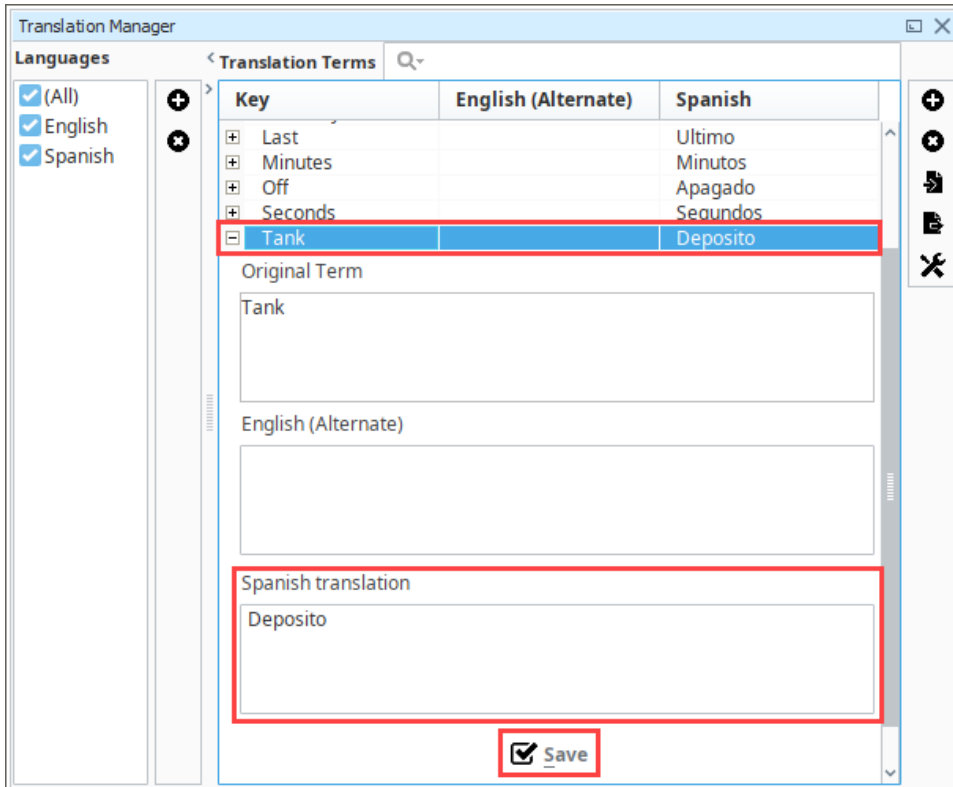 Translation Manager
Languages
Translation Terms
(All)
English
Spanish
Key English (Alternate) Spanish
Last Ultimo
Minutes Minutos
Off Apagado
Seconds Segundos
Tank Deposito
Original Term
Tank
English (Alternate)
Spanish translation
Deposito
Save